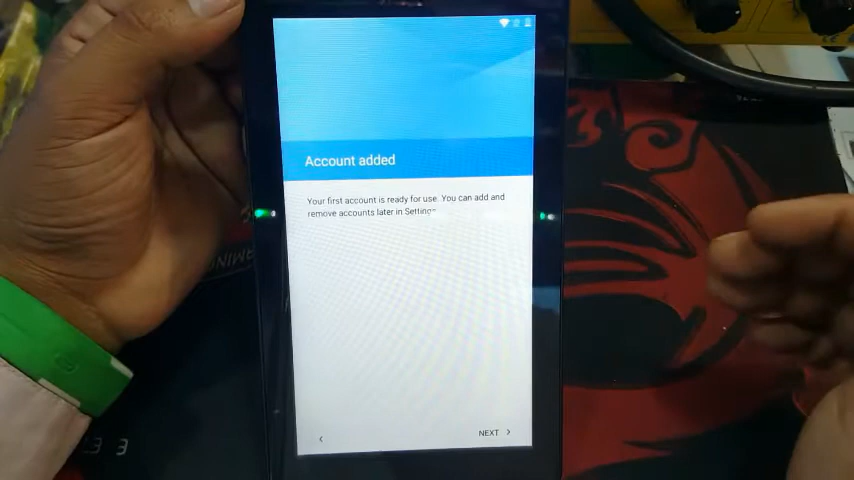 Account added
Your first account is ready for use. You can add and
remove accounts later in Settings.
NEXT